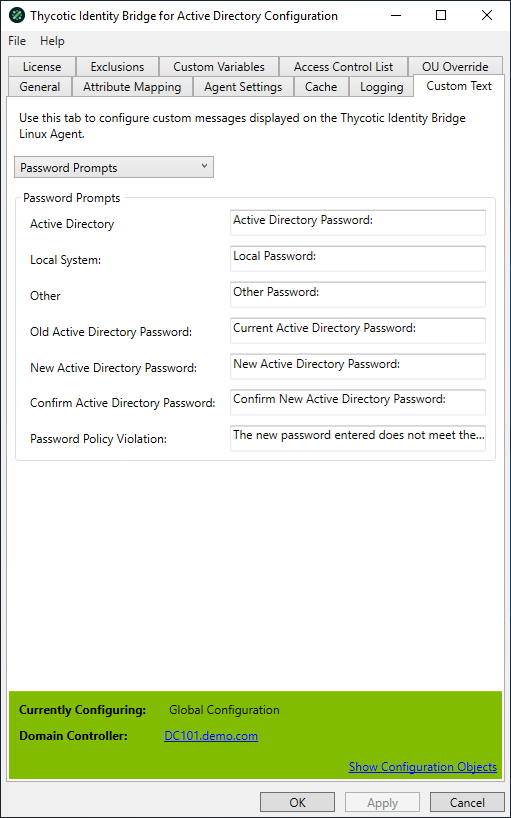 Thycotic Identity Bridge for Active Directory Configuration
File Help
License Exclusions Custom Variables Access Control List OU Override
General Attribute Mapping Agent Settings Cache Logging Custom Text
Use this tab to configure custom messages displayed on the Thycotic Identity Bridge
Linux Agent.
Password Prompts
Password Prompts
Active Directory Active Directory Password:
Local System: Local Password:
Other Other Password:
Old Active Directory Password: Current Active Directory Password:
New Active Directory Password: New Active Directory Password:
Confirm Active Directory Password: Confirm New Active Directory Password:
Password Policy Violation: The new password entered does not meet the...
Currently Configuring: Global Configuration
Domain Controller: DC101.demo.com
Show Configuration Objects
OK Apply Cancel